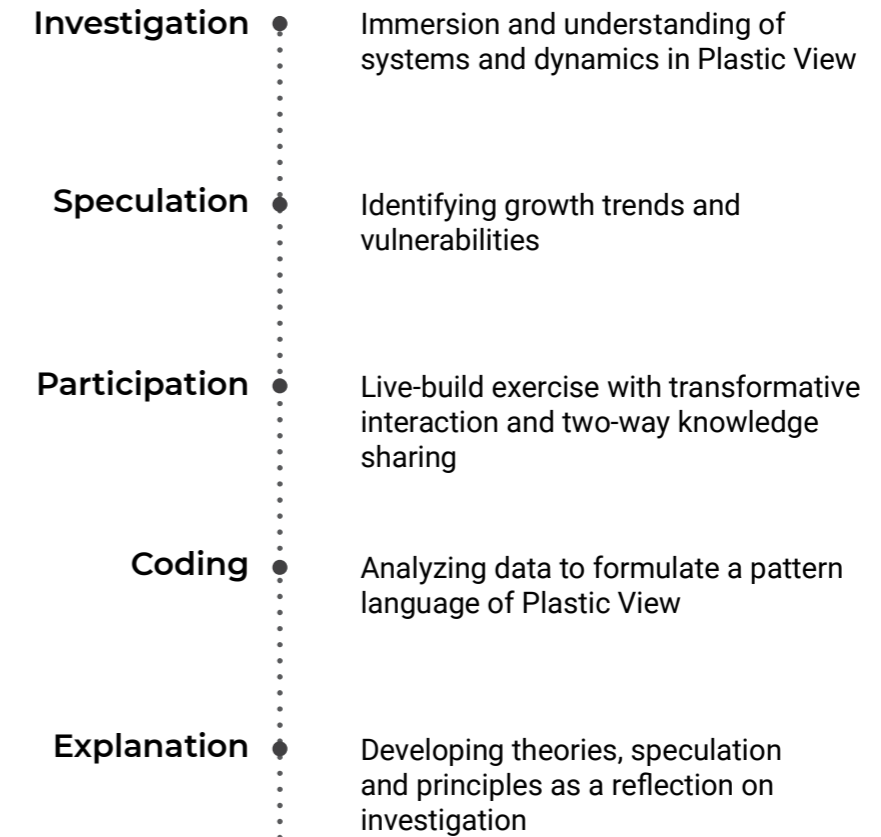 Investigation
Immersion and understanding of
systems and dynamics in Plastic View
Speculation
Identifying growth trends and
vulnerabilities
Participation
Live-build exercise with transformative
interaction and two-way knowledge
sharing
Coding
Analyzing data to formulate a pattern
language of Plastic View
Explanation
Developing theories, speculation
and principles as a reflection on
investigation